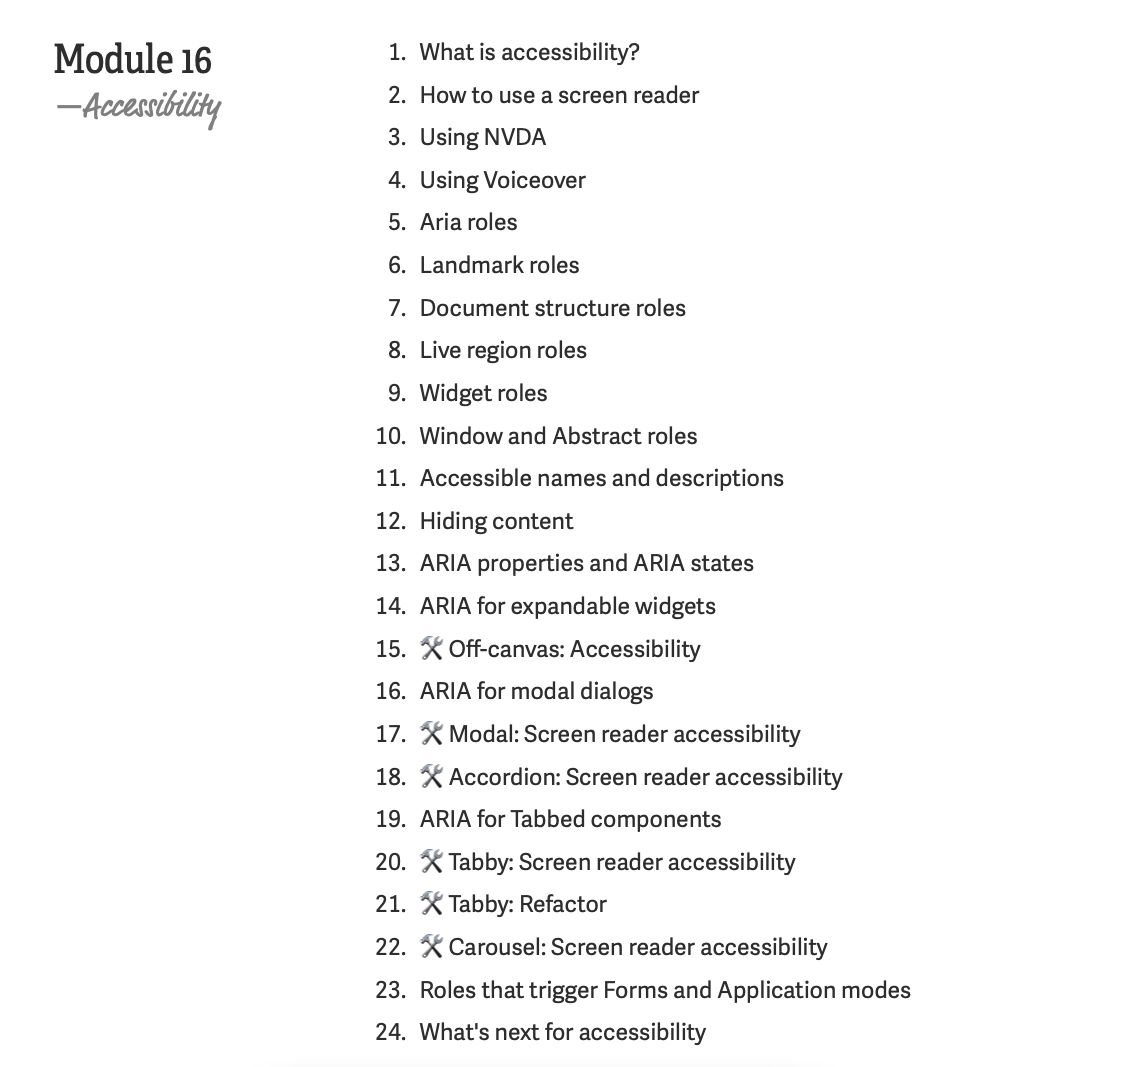 Module 16
—Accessibility
1. What is accessibility?
2. How to use a screen reader
3. Using NVDA
4. Using Voiceover
5. Aria roles
6. Landmark roles
7. Document structure roles
8. Live region roles
9. Widget roles
10. Window and Abstract roles
11. Accessible names and descriptions
12. Hiding content
13. ARIA properties and ARIA states
14. ARIA for expandable widgets
15. 🛠 Off-canvas: Accessibility
16. ARIA for modal dialogs
17. 🛠 Modal: Screen reader accessibility
18. 🛠 Accordion: Screen reader accessibility
19. ARIA for Tabbed components
20. 🛠 Tabby: Screen reader accessibility
21. 🛠 Tabby: Refactor
22. 🛠 Carousel: Screen reader accessibility
23. Roles that trigger Forms and Application modes
24. What's next for accessibility